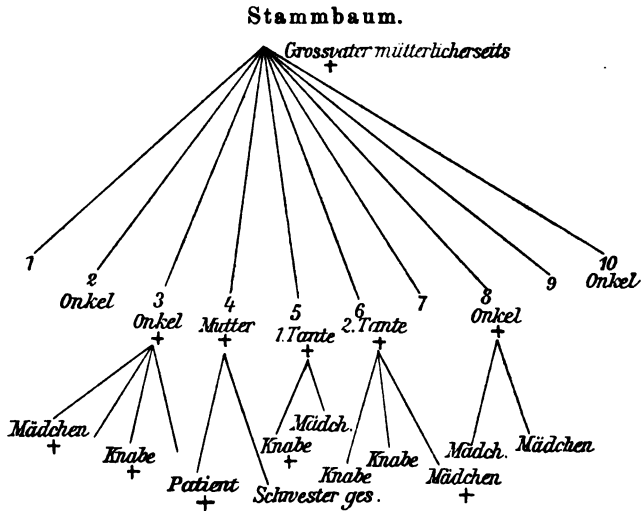 Stammbaum.
Grossvater mütterlicherseits
+
1
2
Onkel
3
Onkel
+
4
Mutter
+
5
1. Tante
+
6
2. Tante
+
7
8
Onkel
+
9
10
Onkel
Mädchen
+
Knabe
+
Patient
+
Schwester ges.
Knabe
+
Mädch.
Knabe
Knabe
Mädchen
+
Mädch.
Mädchen